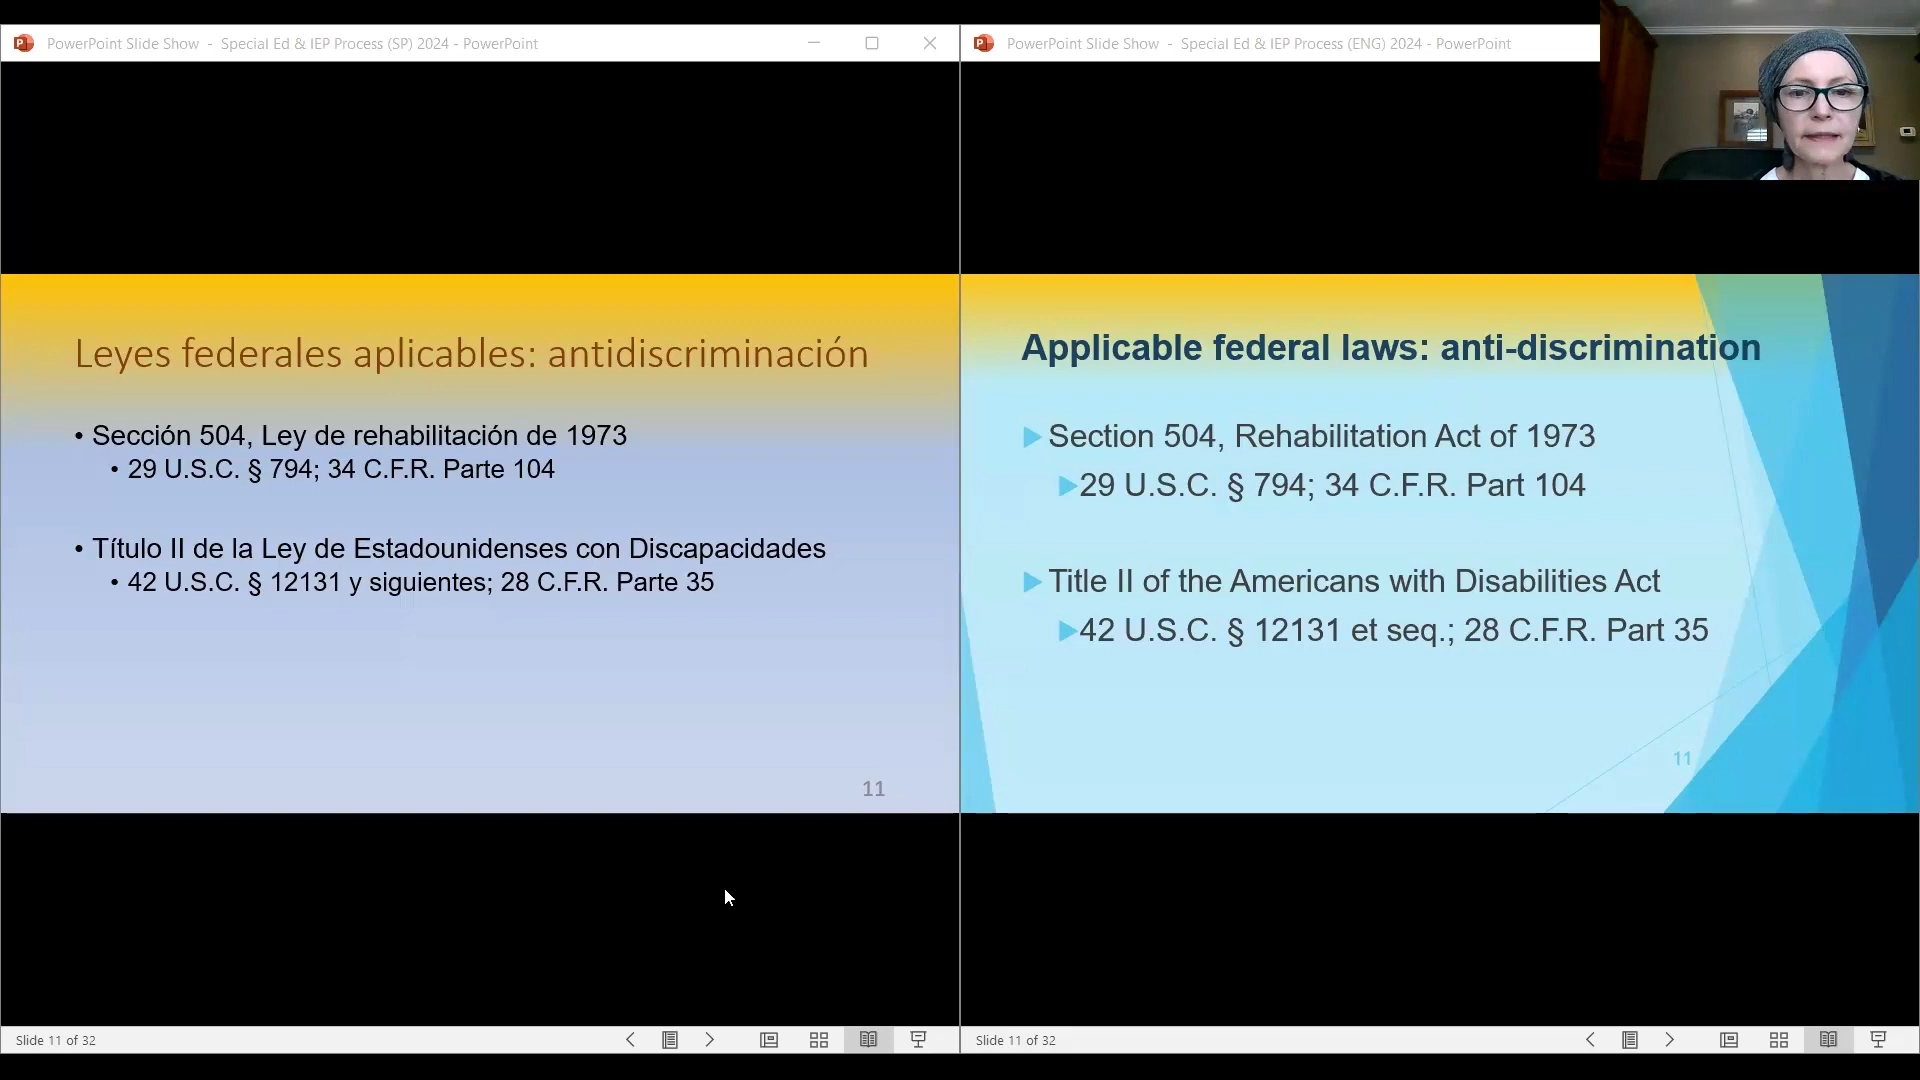 PowerPoint Slide Show - Special Ed & IEP Process (SP) 2024 - PowerPoint
Leyes federales aplicables: antidiscriminación
• Sección 504, Ley de rehabilitación de 1973
• 29 U.S.C. § 794; 34 C.F.R. Parte 104
• Título II de la Ley de Estadounidenses con Discapacidades
• 42 U.S.C. § 12131 y siguientes; 28 C.F.R. Parte 35
11
Slide 11 of 32
PowerPoint Slide Show - Special Ed & IEP Process (ENG) 2024 - PowerPoint
Applicable federal laws: anti-discrimination
Section 504, Rehabilitation Act of 1973
29 U.S.C. § 794; 34 C.F.R. Part 104
Title II of the Americans with Disabilities Act
42 U.S.C. § 12131 et seq.; 28 C.F.R. Part 35
11
Slide 11 of 32